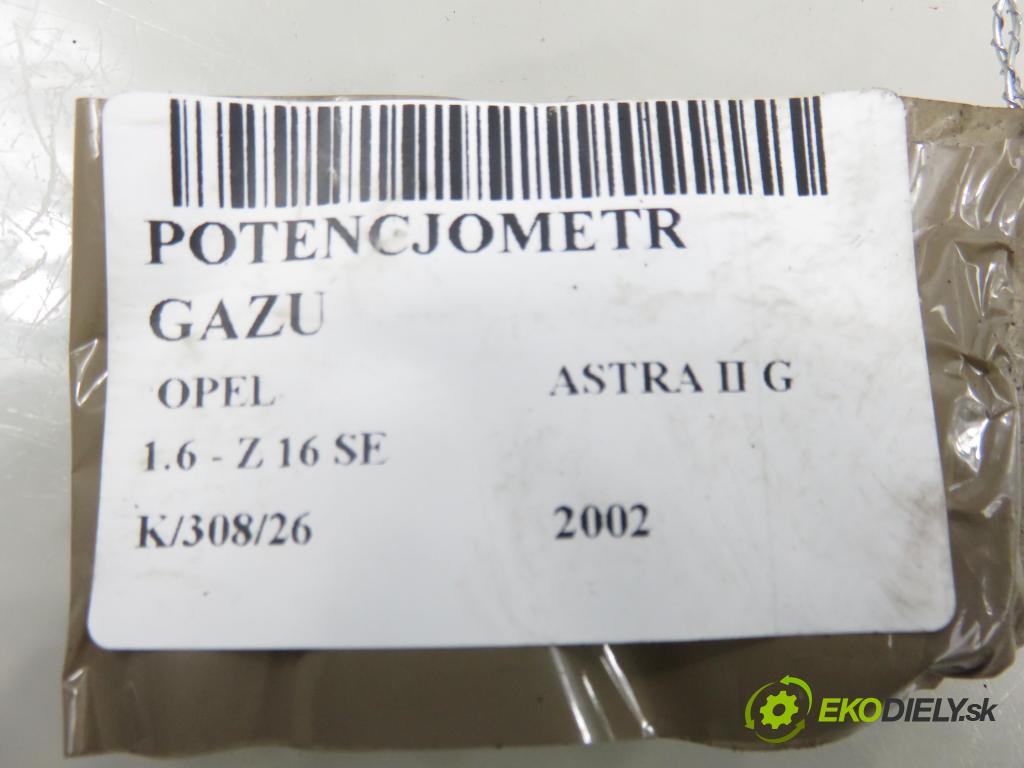 POTENCJOMETR
GAZU
OPEL ASTRA II G
1.6 - Z 16 SE
K/308/26 2002
EKODIELY.sk